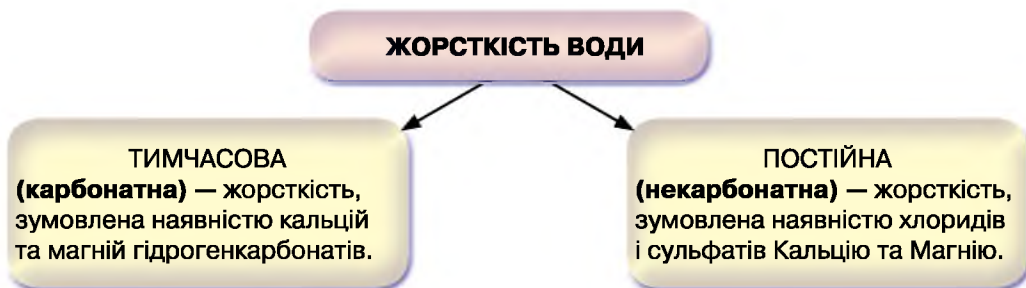 ЖОРСТКІСТЬ ВОДИ
ТИМЧАСОВА
(карбонатна) — жорсткість,
зумовлена наявністю кальцій
та магній гідрогенкарбонатів.
ПОСТІЙНА
(некарбонатна) — жорсткість,
зумовлена наявністю хлоридів
і сульфатів Кальцію та Магнію.